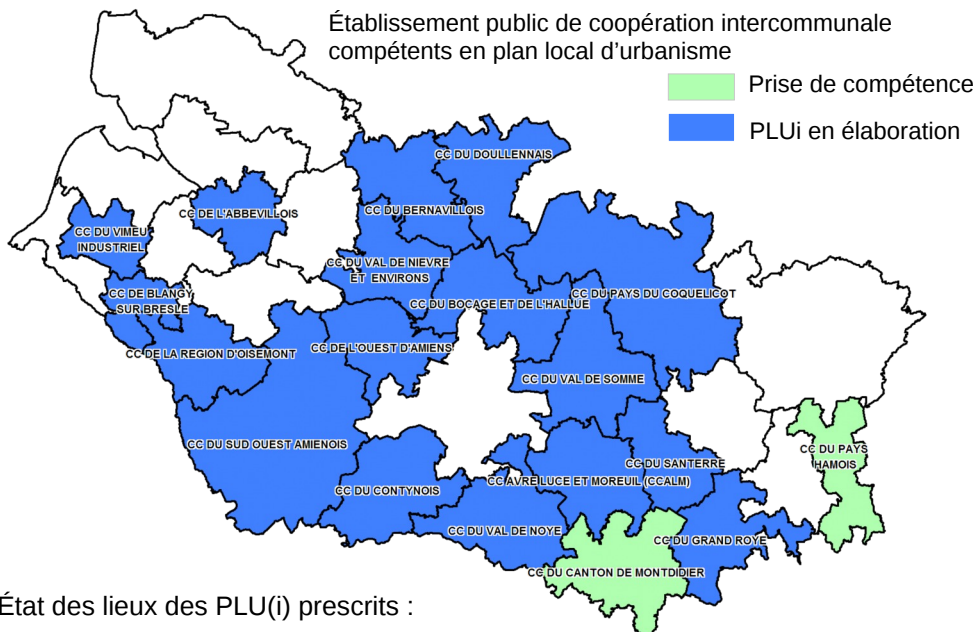 Établissement public de coopération intercommunale
compétents en plan local d'urbanisme
Prise de compétence
PLUi en élaboration
CC DU DOULLENNAIS
CC DE L'ABBEVILLOIS
CC DU BERNAVILLOIS
CC DU VIMEU
INDUSTRIEL
CC DU VAL DE NIEVRE
ET ENVIRONS
CC DE BLANGY
SUR BRESLE
CC DU BOCAGE ET DE L'HALLUE
CC DU PAYS DU COQUELICOT
CC DE LA REGION D'OISEMONT
CC DE L'OUEST D'AMIENS
CC DU VAL DE SOMME
CC DU SUD OUEST AMIENOIS
CC DU PAYS
HAMOIS
CC DU SANTERRE
CC AVRE LUCE ET MOREUIL (CCALM)
CC DU CONTYNOIS
CC DU VAL DE NOYE
CC DU GRAND ROYE
CC DU CANTON DE MONTDIDIER
État des lieux des PLU(i) prescrits :